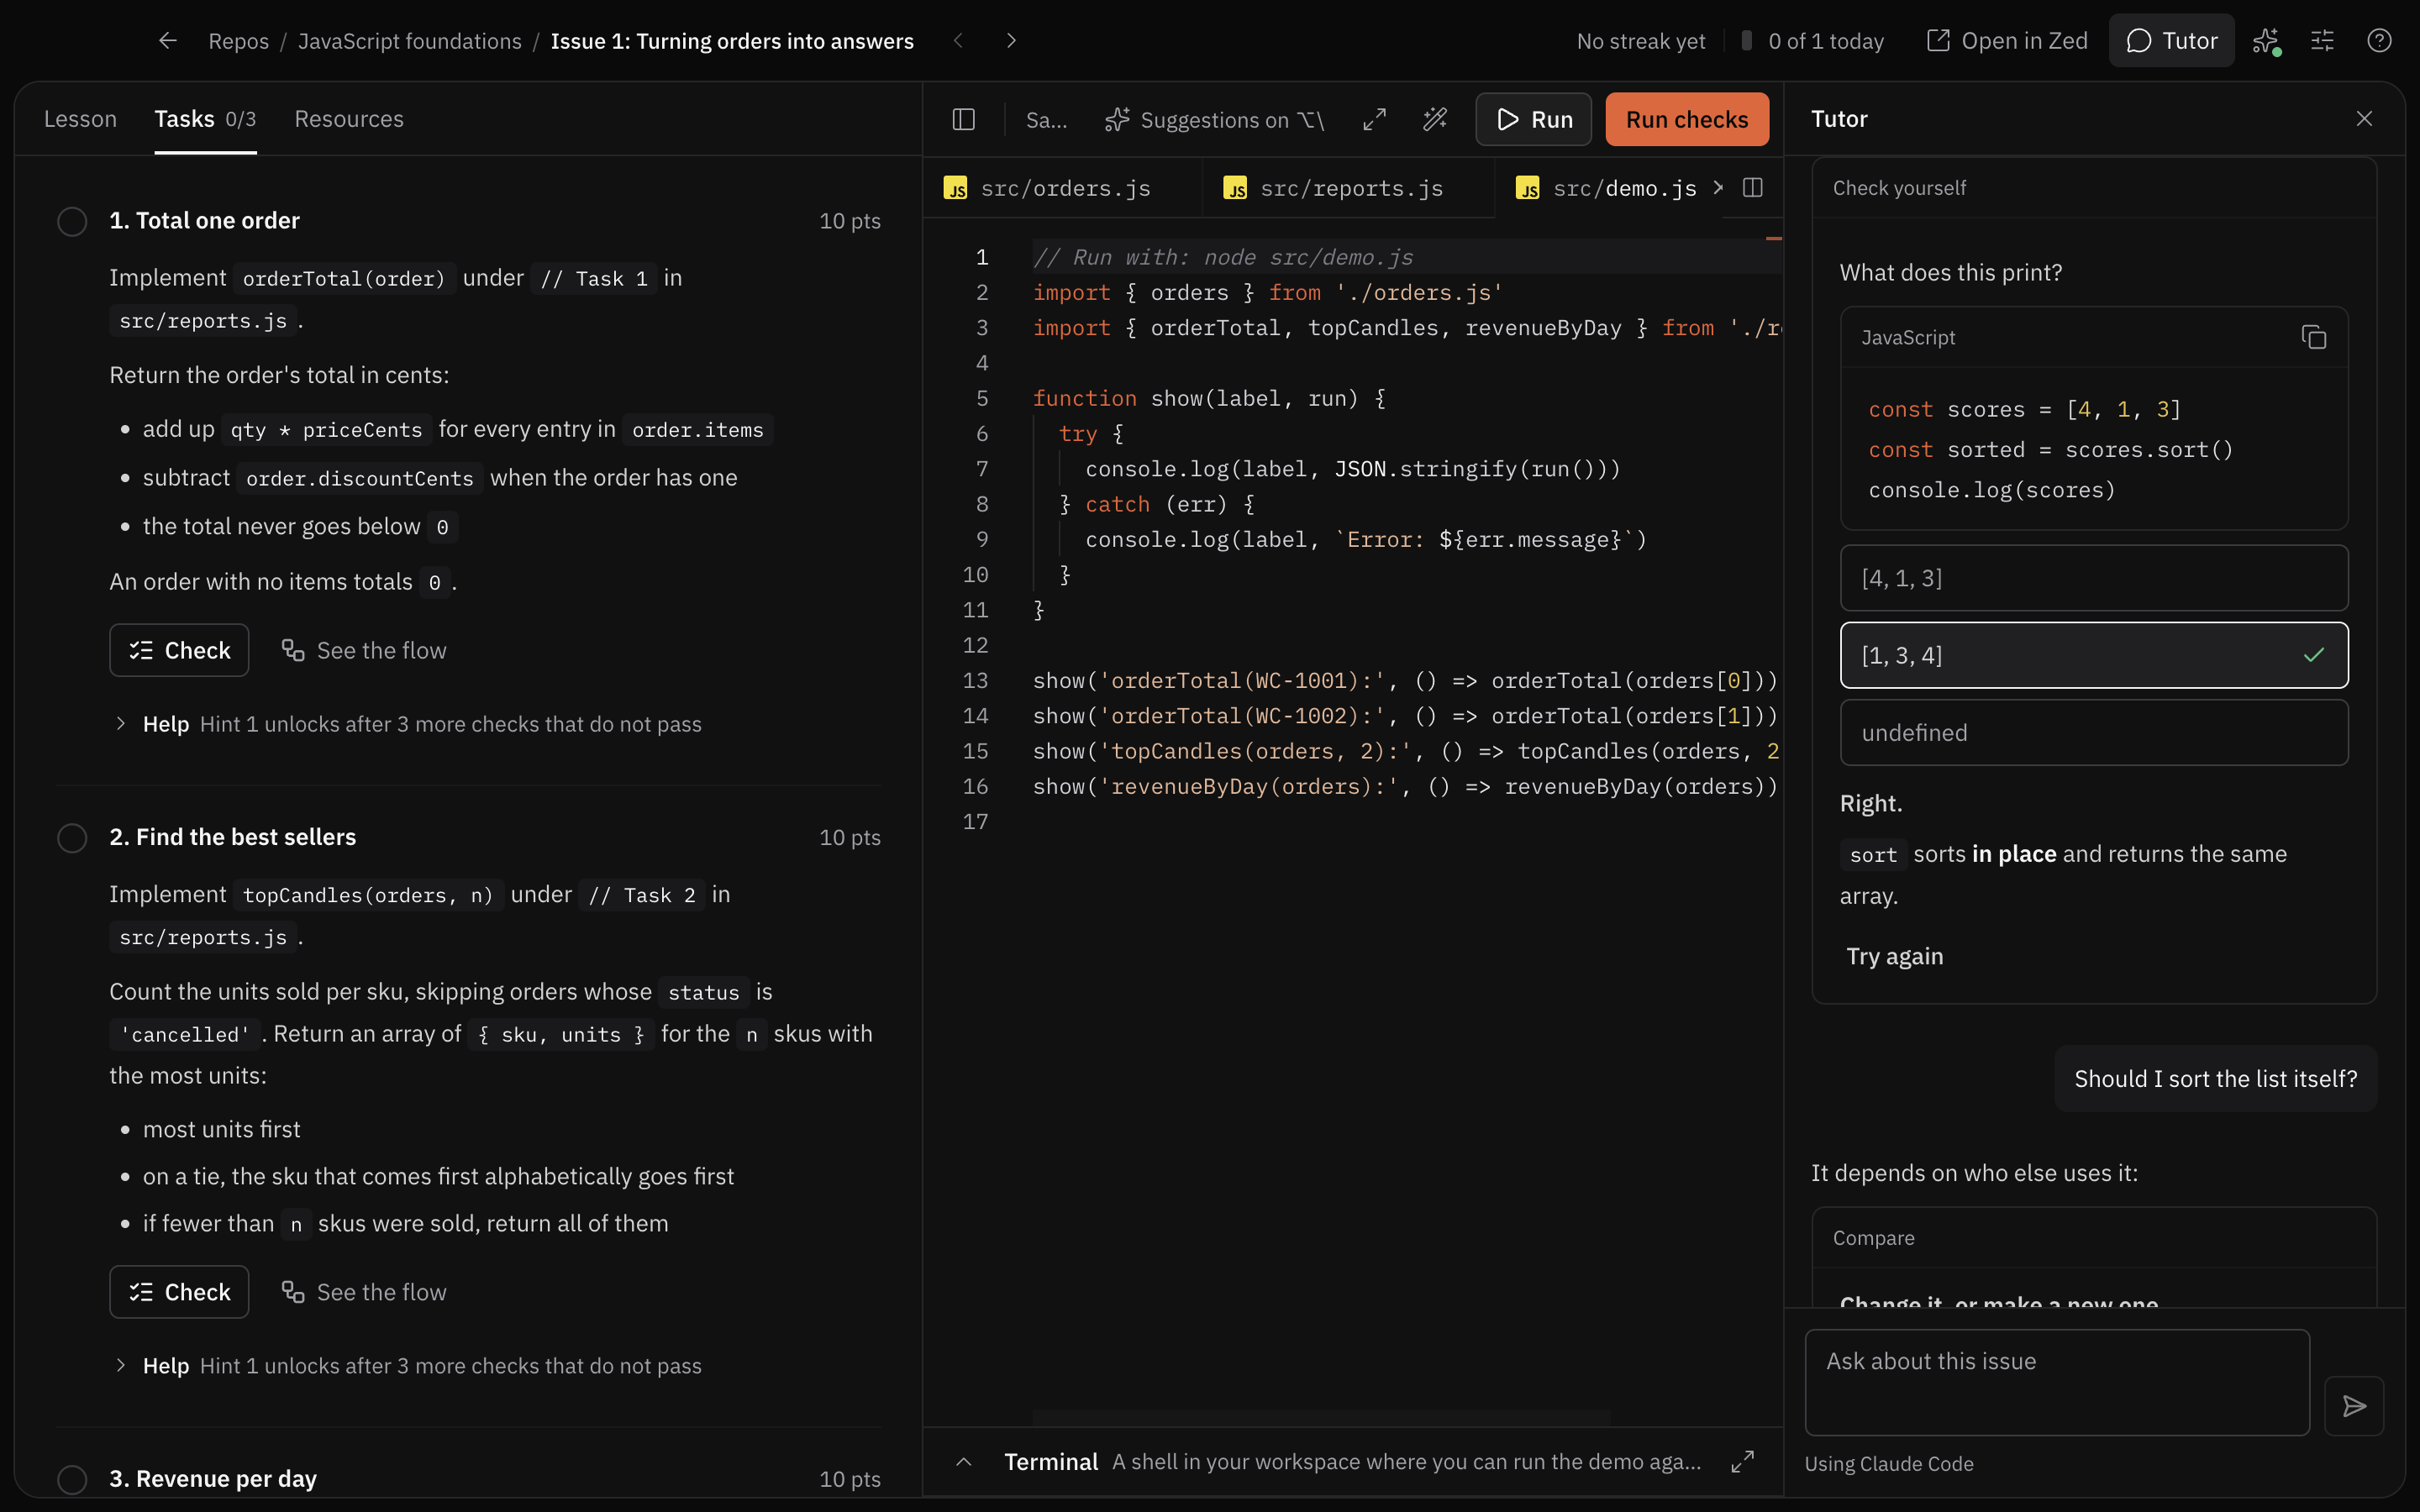 Repos / JavaScript foundations / Issue 1: Turning orders into answers
No streak yet
0 of 1 today
Open in Zed
Tutor
Lesson
Tasks 0/3
Resources
1. Total one order
10 pts
Implement orderTotal(order) under // Task 1 in
src/reports.js.
Return the order's total in cents:
• add up qty * priceCents for every entry in order.items
• subtract order.discountCents when the order has one
• the total never goes below 0
An order with no items totals 0.
Check
See the flow
Help Hint 1 unlocks after 3 more checks that do not pass
2. Find the best sellers
10 pts
Implement topCandles(orders, n) under // Task 2 in
src/reports.js.
Count the units sold per sku, skipping orders whose status is
'cancelled'. Return an array of { sku, units } for the n skus with
the most units:
• most units first
• on a tie, the sku that comes first alphabetically goes first
• if fewer than n skus were sold, return all of them
Check
See the flow
Help Hint 1 unlocks after 3 more checks that do not pass
3. Revenue per day
10 pts
Sa...
Suggestions on ⌥\
Run
Run checks
JS src/orders.js
JS src/reports.js
JS src/demo.js
1 // Run with: node src/demo.js
2 import { orders } from './orders.js'
3 import { orderTotal, topCandles, revenueByDay } from './r
4
5 function show(label, run) {
6 try {
7 console.log(label, JSON.stringify(run()))
8 } catch (err) {
9 console.log(label, `Error: ${err.message}`)
10 }
11 }
12
13 show('orderTotal(WC-1001):', () => orderTotal(orders[0]))
14 show('orderTotal(WC-1002):', () => orderTotal(orders[1]))
15 show('topCandles(orders, 2):', () => topCandles(orders, 2
16 show('revenueByDay(orders):', () => revenueByDay(orders))
17
Terminal A shell in your workspace where you can run the demo aga...
Tutor
Check yourself
What does this print?
JavaScript
const scores = [4, 1, 3]
const sorted = scores.sort()
console.log(scores)
[4, 1, 3]
[1, 3, 4]
undefined
Right.
sort sorts in place and returns the same
array.
Try again
Should I sort the list itself?
It depends on who else uses it:
Compare
Change it, or make a new one
Ask about this issue
Using Claude Code